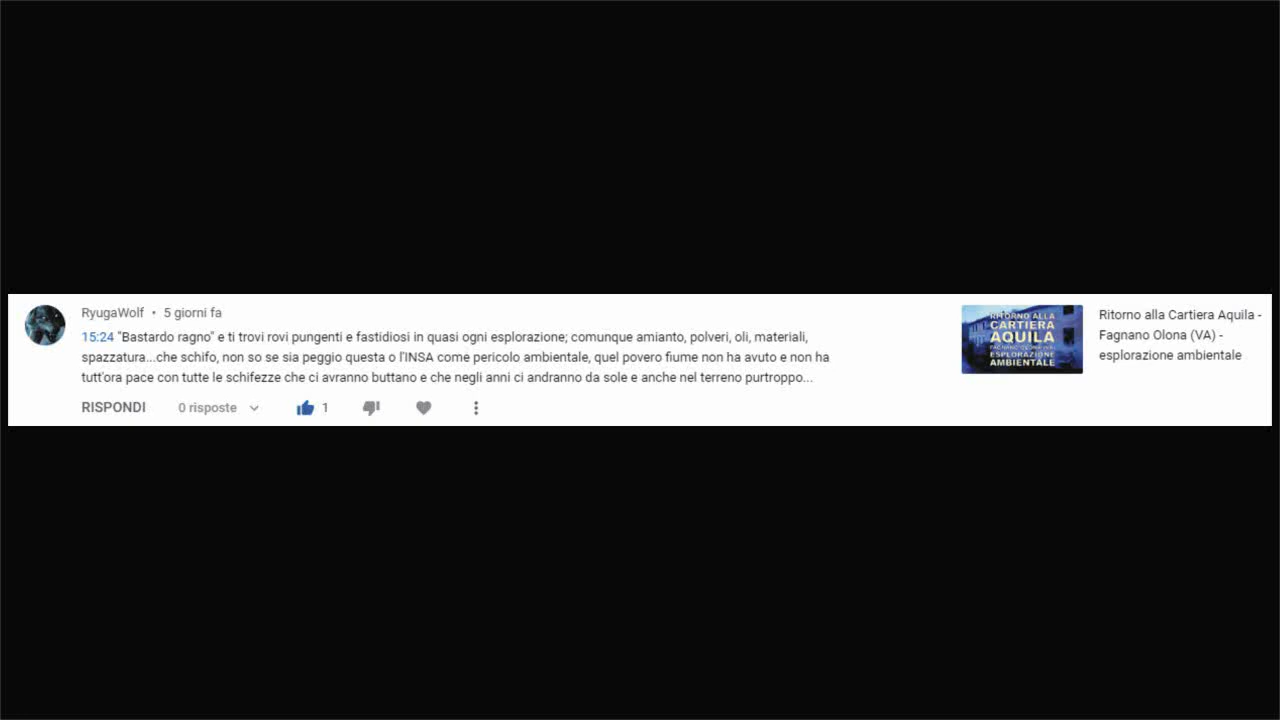 RyugaWolf • 5 giorni fa
15:24 "Bastardo ragno" e ti trovi rovi pungenti e fastidiosi in quasi ogni esplorazione; comunque amianto, polveri, oli, materiali,
spazzatura...che schifo, non so se sia peggio questa o l'INSA come pericolo ambientale, quel povero fiume non ha avuto e non ha
tutt'ora pace con tutte le schifezze che ci avranno buttano e che negli anni ci andranno da sole e anche nel terreno purtroppo...
RISPONDI 0 risposte 1
RITORNO ALLA
CARTIERA
AQUILA
ESPLORAZIONE
AMBIENTALE
Ritorno alla Cartiera Aquila -
Fagnano Olona (VA) -
esplorazione ambientale